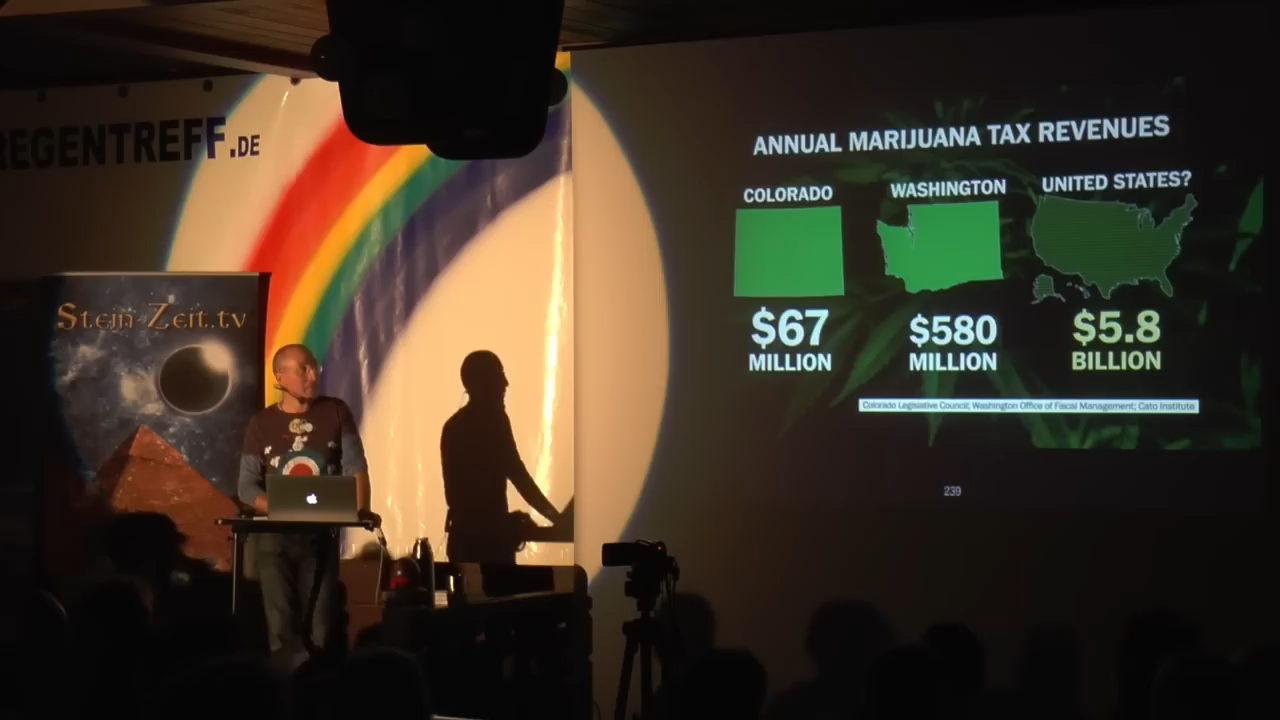 REGENTREFF.DE
Stein-Zeit.tv
ANNUAL MARIJUANA TAX REVENUES
COLORADO
WASHINGTON
UNITED STATES?
$67
MILLION
$580
MILLION
$5.8
BILLION
Colorado Legislative Council; Washington Office of Fiscal Management; Cato Institute
239